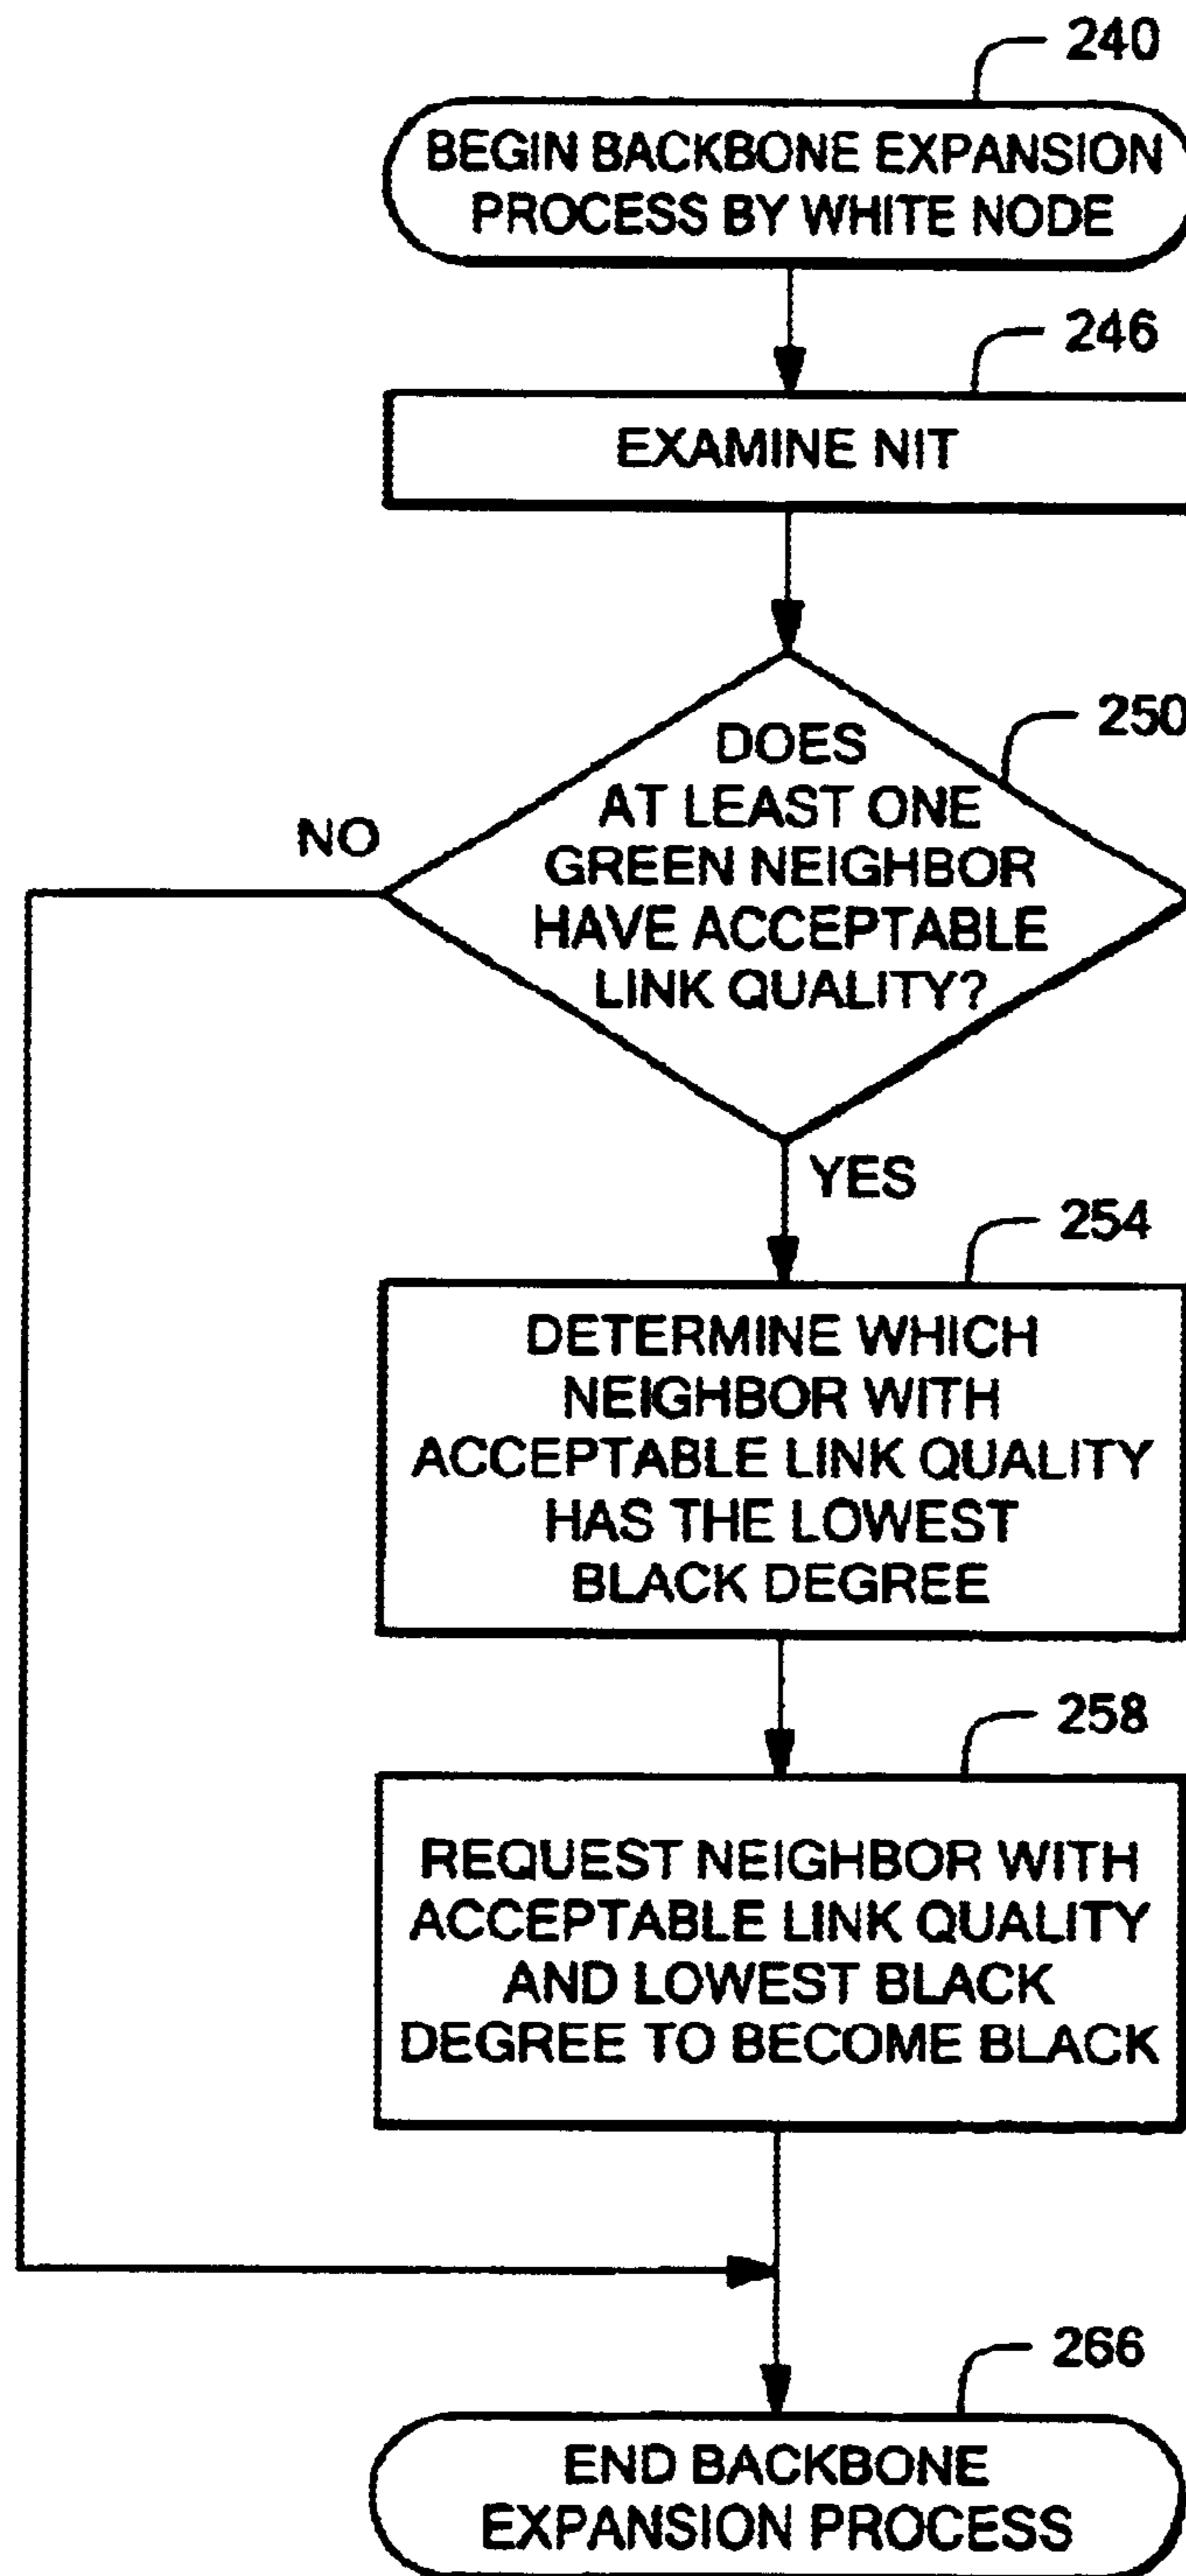 240
BEGIN BACKBONE EXPANSION
PROCESS BY WHITE NODE
246
EXAMINE NIT
250
DOES
AT LEAST ONE
GREEN NEIGHBOR
HAVE ACCEPTABLE
LINK QUALITY?
NO
YES
254
DETERMINE WHICH
NEIGHBOR WITH
ACCEPTABLE LINK QUALITY
HAS THE LOWEST
BLACK DEGREE
258
REQUEST NEIGHBOR WITH
ACCEPTABLE LINK QUALITY
AND LOWEST BLACK
DEGREE TO BECOME BLACK
266
END BACKBONE
EXPANSION PROCESS